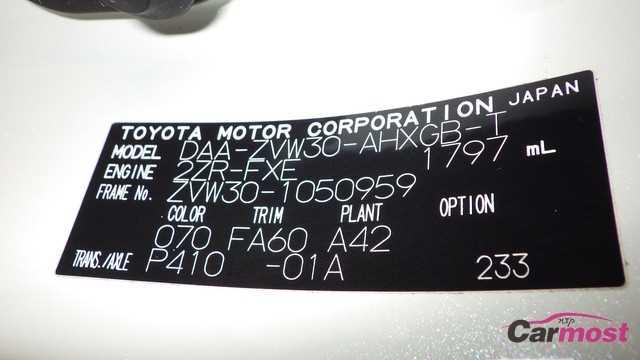 TOYOTA MOTOR CORPORATION JAPAN
MODEL DAA-ZVW30-AHXGB-T
ENGINE 2ZR-FXE 1797 mL
FRAME No. ZVW30-1050959
COLOR TRIM PLANT OPTION
070 FA60 A42
TRANS./AXLE P410 -01A 233
Carmost